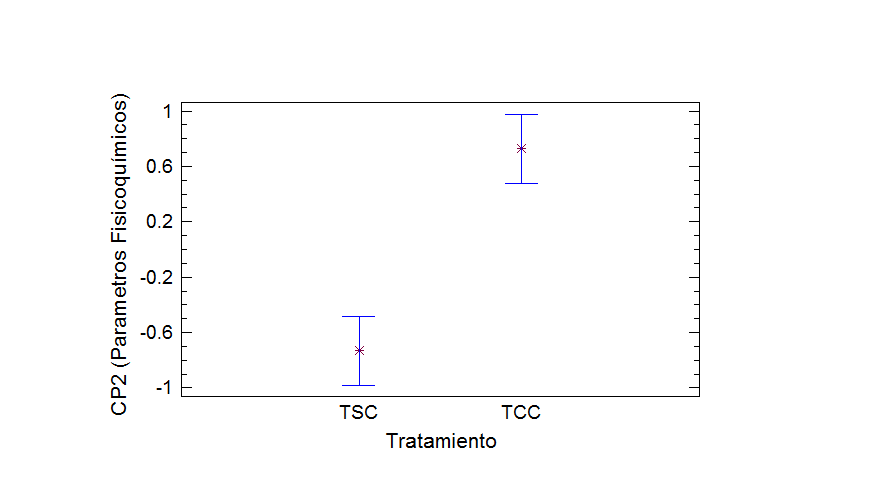 CP2 (Parametros Fisicoquímicos)
1
0.6
0.2
-0.2
-0.6
-1
TSC TCC
Tratamiento